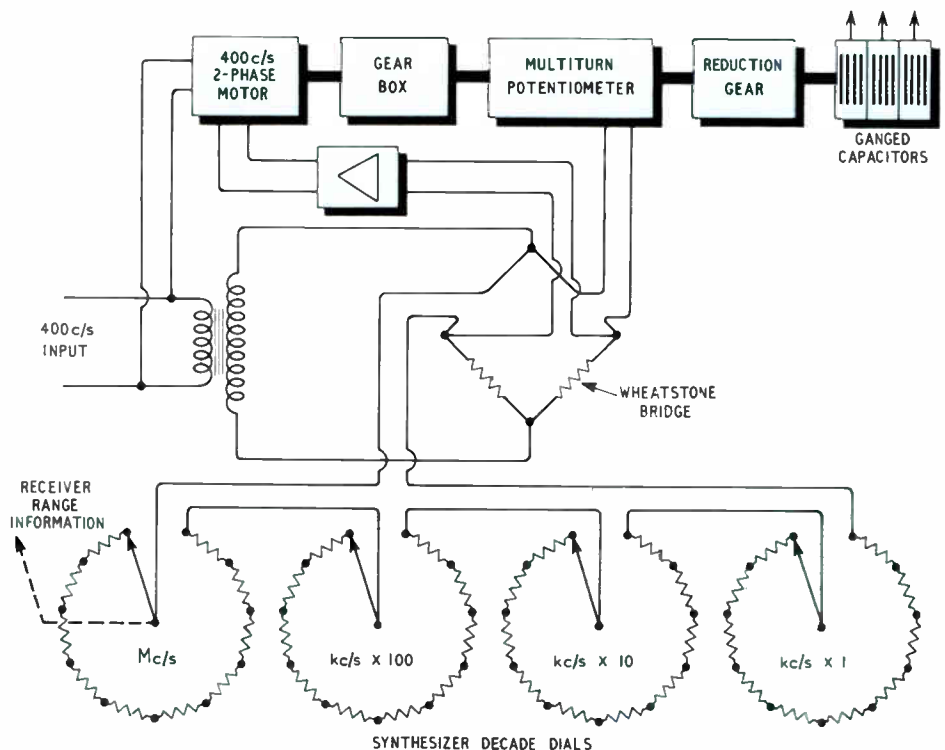 400c/s
2-PHASE
MOTOR
GEAR
BOX
MULTITURN
POTENTIOMETER
REDUCTION
GEAR
GANGED
CAPACITORS
400c/s
INPUT
WHEATSTONE
BRIDGE
RECEIVER
RANGE
INFORMATION
Mc/s
kc/s X 100
kc/s X 10
kc/s X 1
SYNTHESIZER DECADE DIALS